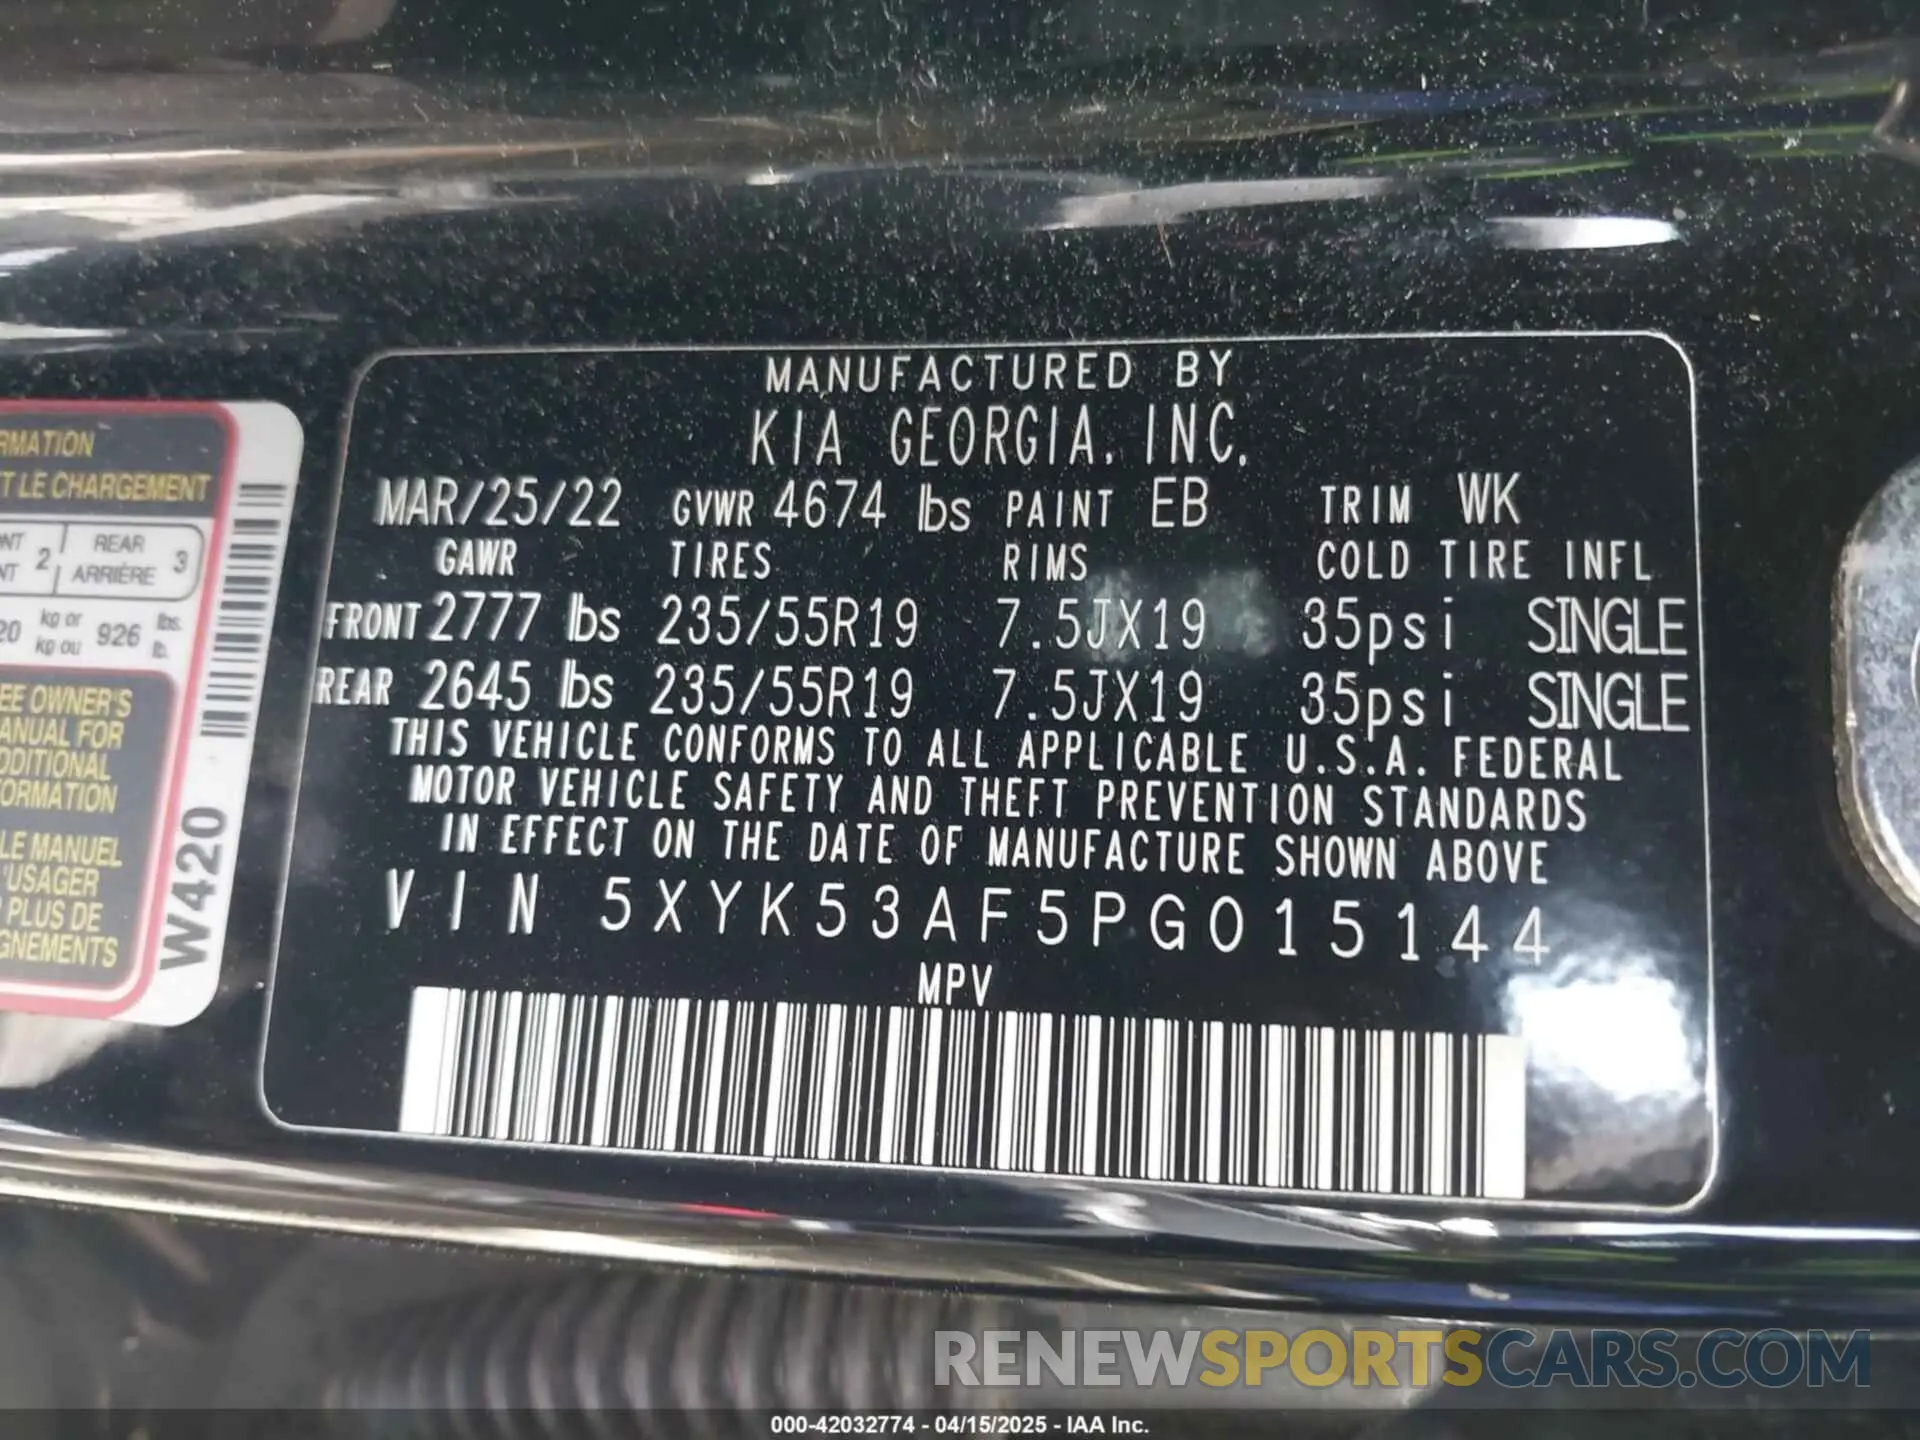 RMATION
T LE CHARGEMENT
2 REAR 3
ARRIÈRE
20 kg or 926 lbs.
kg ou lb.
EE OWNER'S
ANUAL FOR
DDITIONAL
ORMATION
LE MANUEL
'USAGER
PLUS DE
GNEMENTS
W420
MANUFACTURED BY
KIA GEORGIA, INC.
MAR/25/22 GVWR 4674 lbs PAINT EB TRIM WK
GAWR TIRES RIMS COLD TIRE INFL
FRONT 2777 lbs 235/55R19 7.5JX19 35psi SINGLE
REAR 2645 lbs 235/55R19 7.5JX19 35psi SINGLE
THIS VEHICLE CONFORMS TO ALL APPLICABLE U.S.A. FEDERAL
MOTOR VEHICLE SAFETY AND THEFT PREVENTION STANDARDS
IN EFFECT ON THE DATE OF MANUFACTURE SHOWN ABOVE
VIN 5XYK53AF5PG015144
MPV
RENEWSPORTSCARS.COM
000-42032774 - 04/15/2025 - IAA Inc.